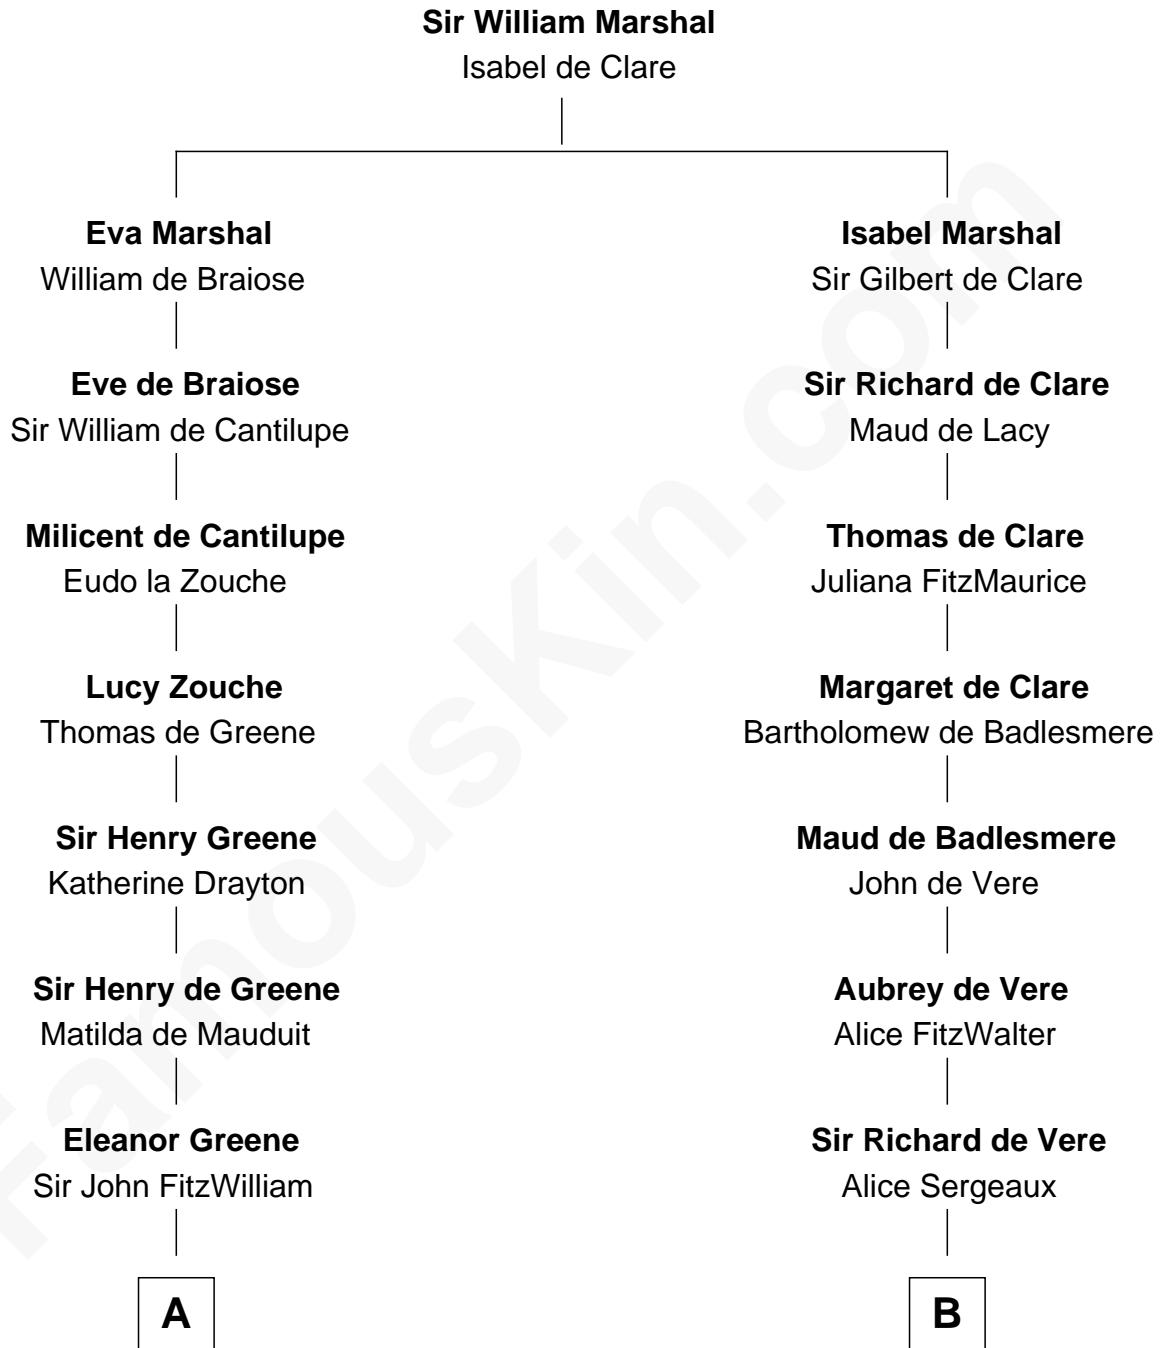 Sir William Marshal
Isabel de Clare
Eva Marshal
William de Braiose
Isabel Marshal
Sir Gilbert de Clare
Eve de Braiose
Sir William de Cantilupe
Sir Richard de Clare
Maud de Lacy
Milicent de Cantilupe
Eudo la Zouche
Thomas de Clare
Juliana FitzMaurice
Lucy Zouche
Thomas de Greene
Margaret de Clare
Bartholomew de Badlesmere
Sir Henry Greene
Katherine Drayton
Maud de Badlesmere
John de Vere
Sir Henry de Greene
Matilda de Mauduit
Aubrey de Vere
Alice FitzWalter
Eleanor Greene
Sir John FitzWilliam
Sir Richard de Vere
Alice Sergeaux
A
B
FamousKin.com